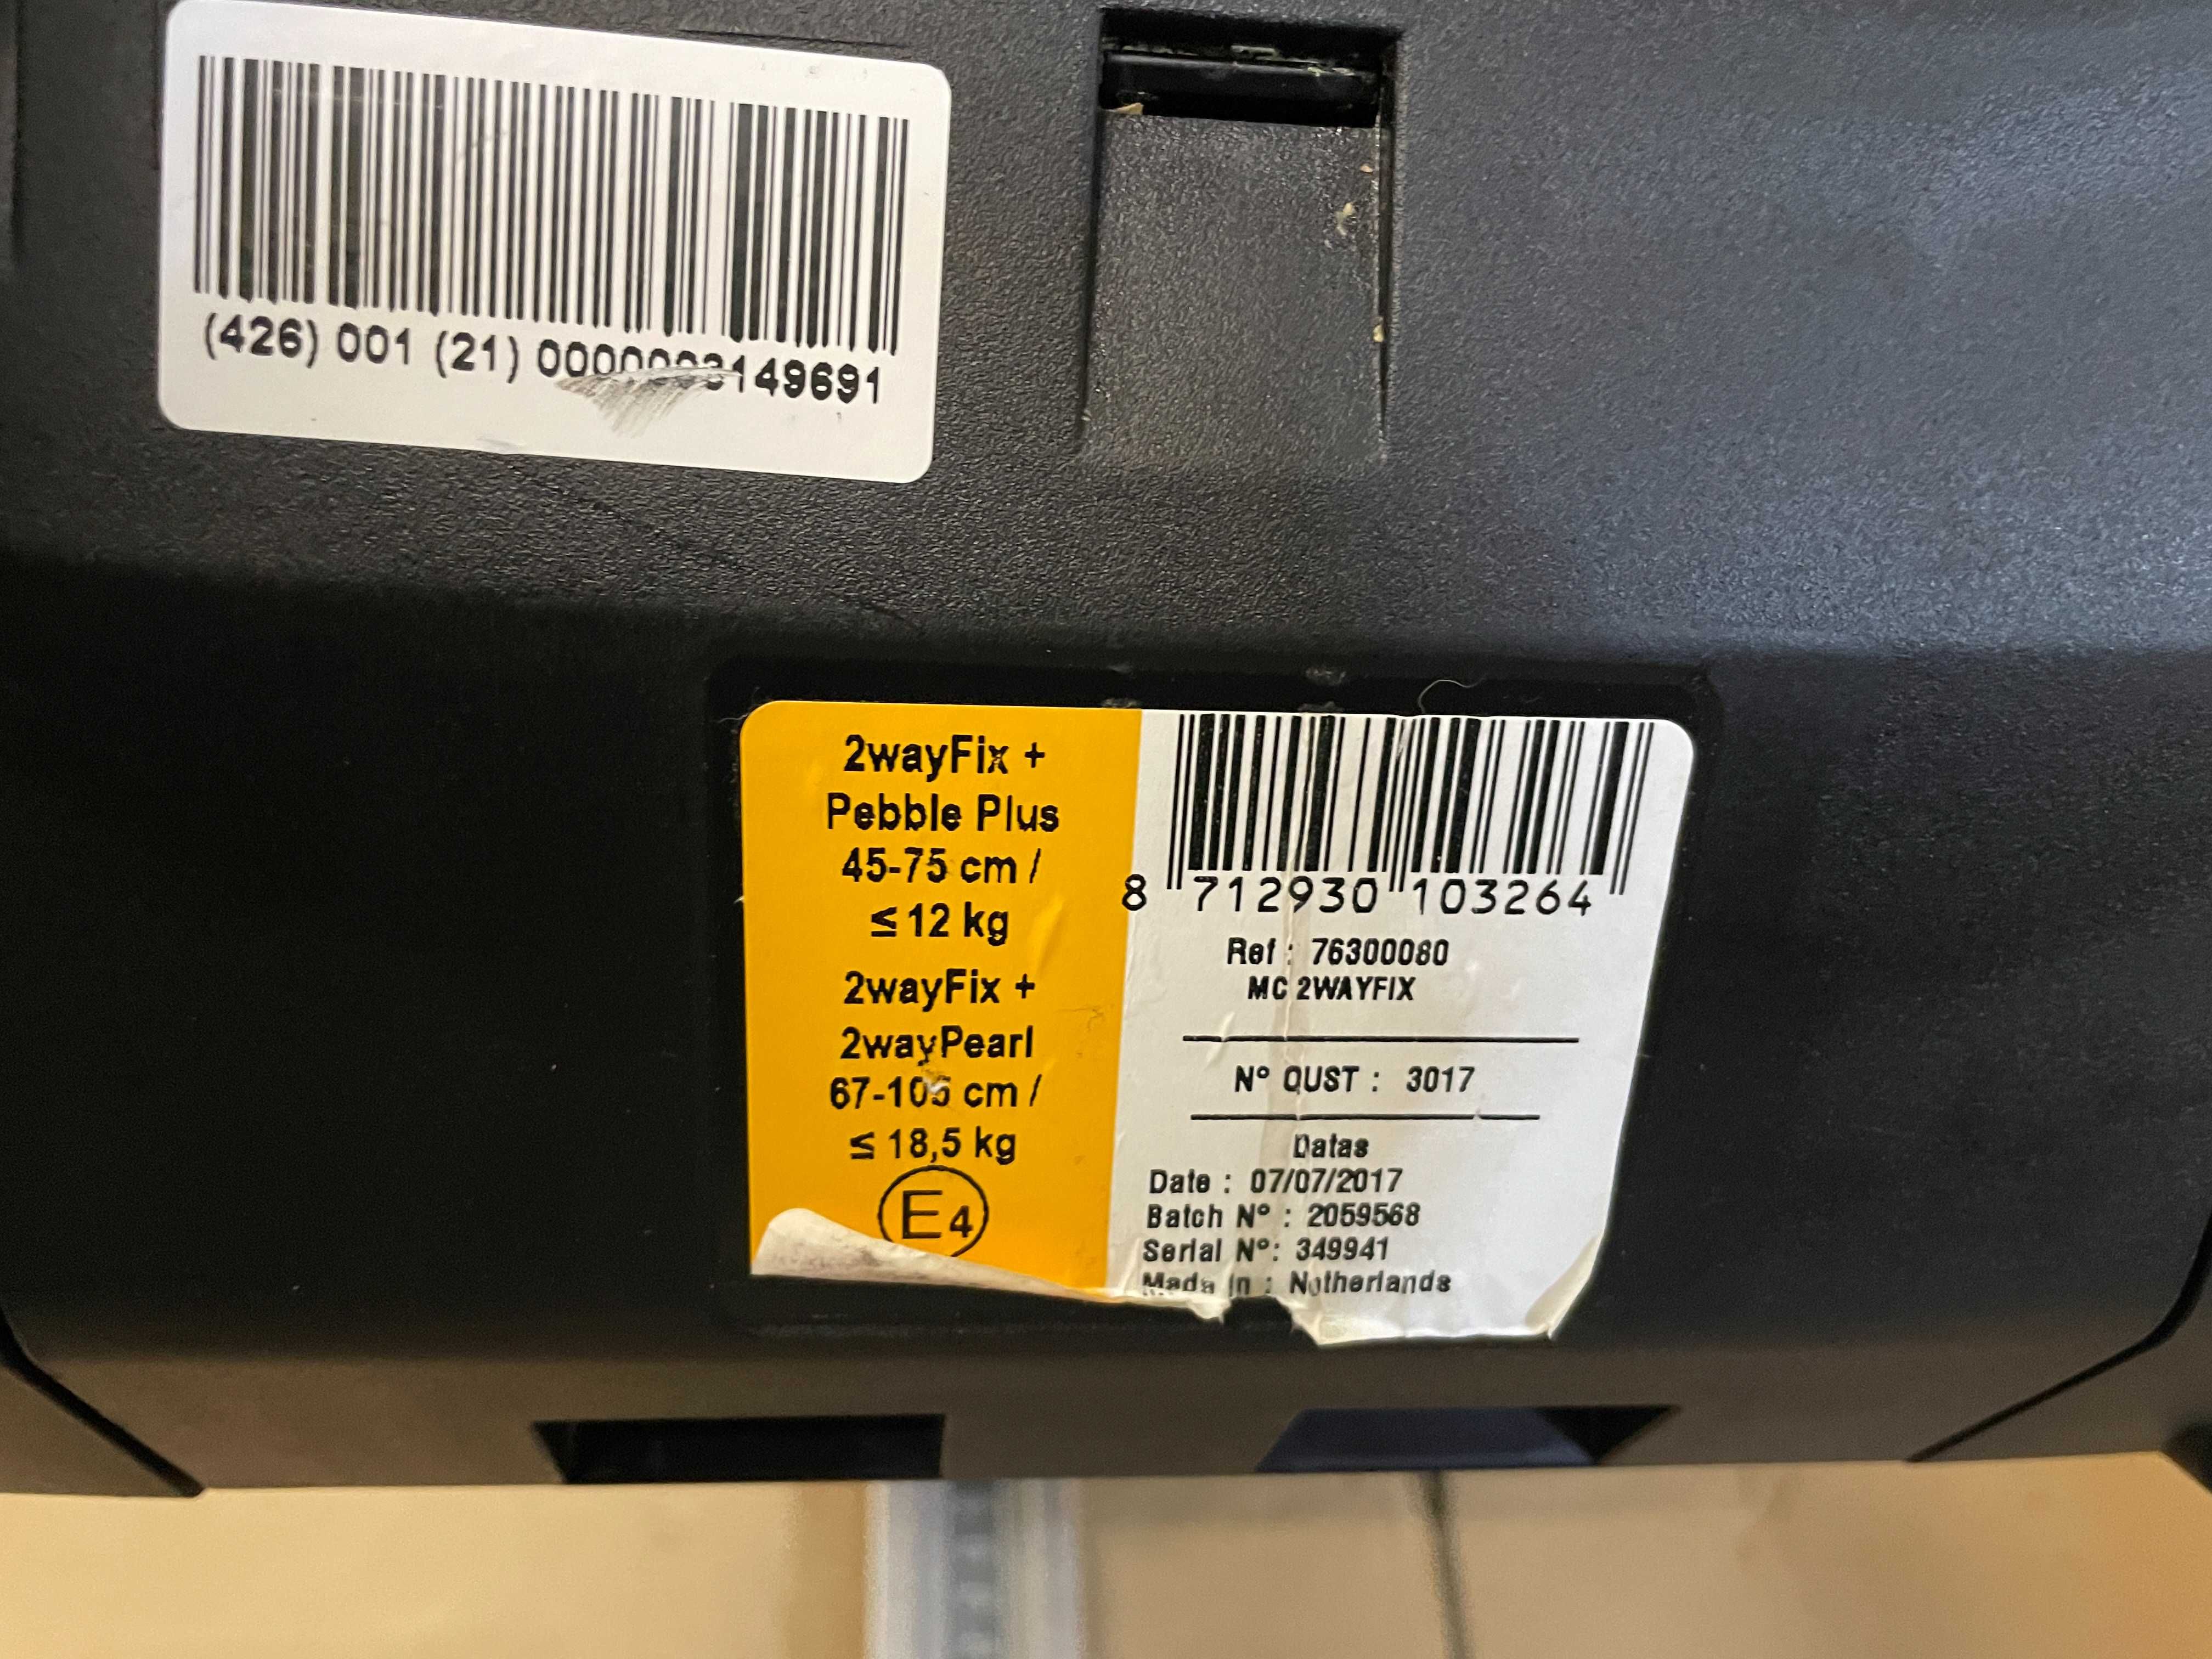 (426) 001 (21) 0000003149691
2wayFix +
Pebble Plus
45-75 cm /
≤ 12 kg
2wayFix +
2wayPearl
67-105 cm /
≤ 18,5 kg
E4
8 712930 103264
Ref : 76300080
MC 2WAYFIX
N° QUST : 3017
Datas
Date : 07/07/2017
Batch N° : 2059568
Serial N°: 349941
Made in : Netherlands